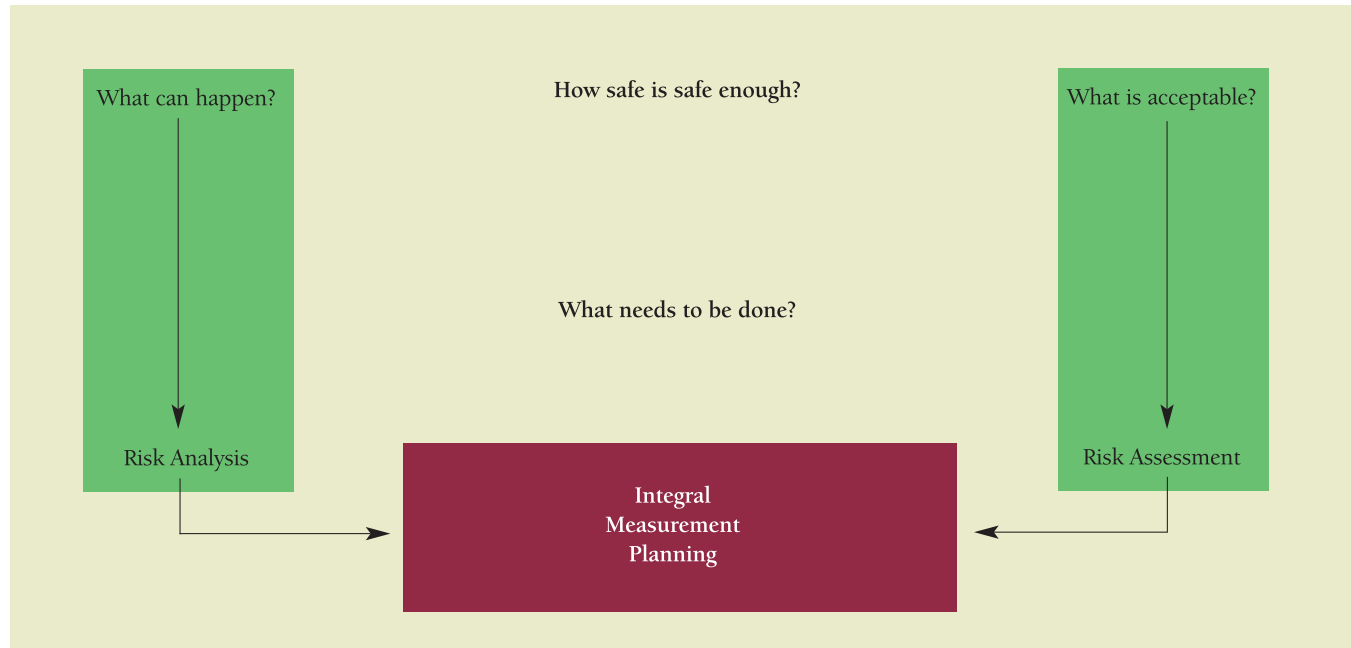 What can happen?
How safe is safe enough?
What is acceptable?
What needs to be done?
Risk Analysis
Risk Assessment
Integral
Measurement
Planning